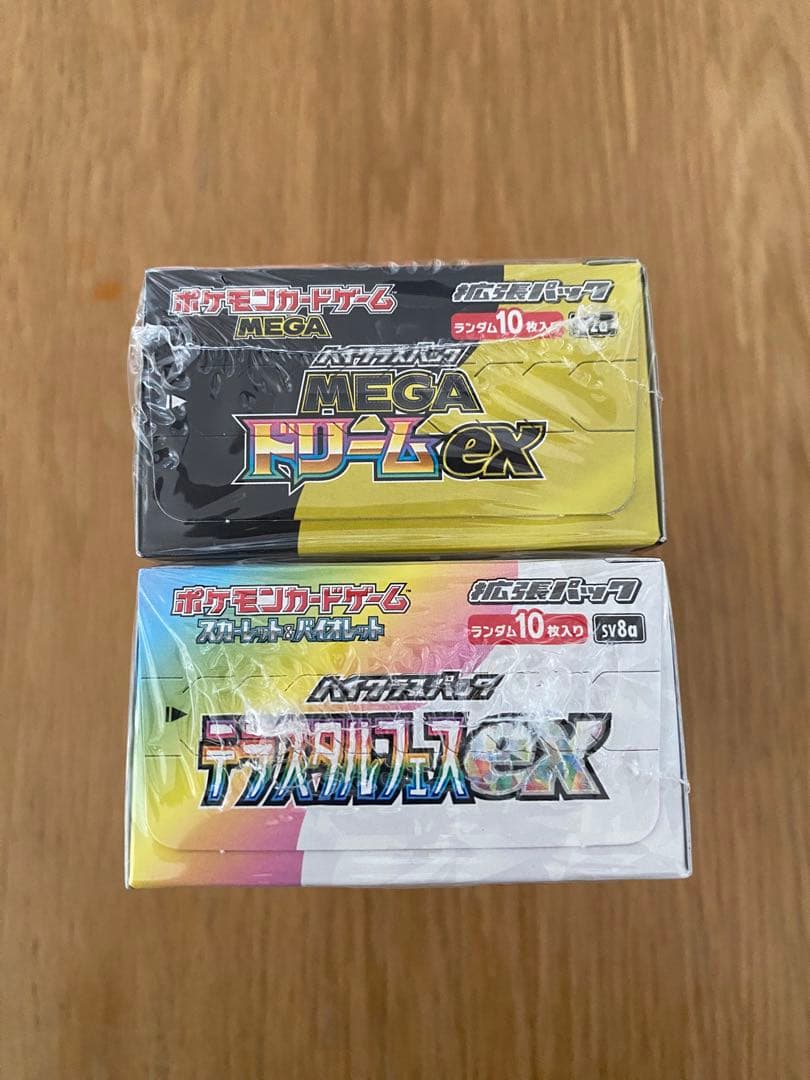 ポケモンカードゲーム
MEGA
拡張パック
ランダム10枚入り
ハイクラスパック
MEGA
ドリームex
ポケモンカードゲーム™
スカーレット&バイオレット
拡張パック
ランダム10枚入り
SV8a
ハイクラスパック
テラスタルフェスex